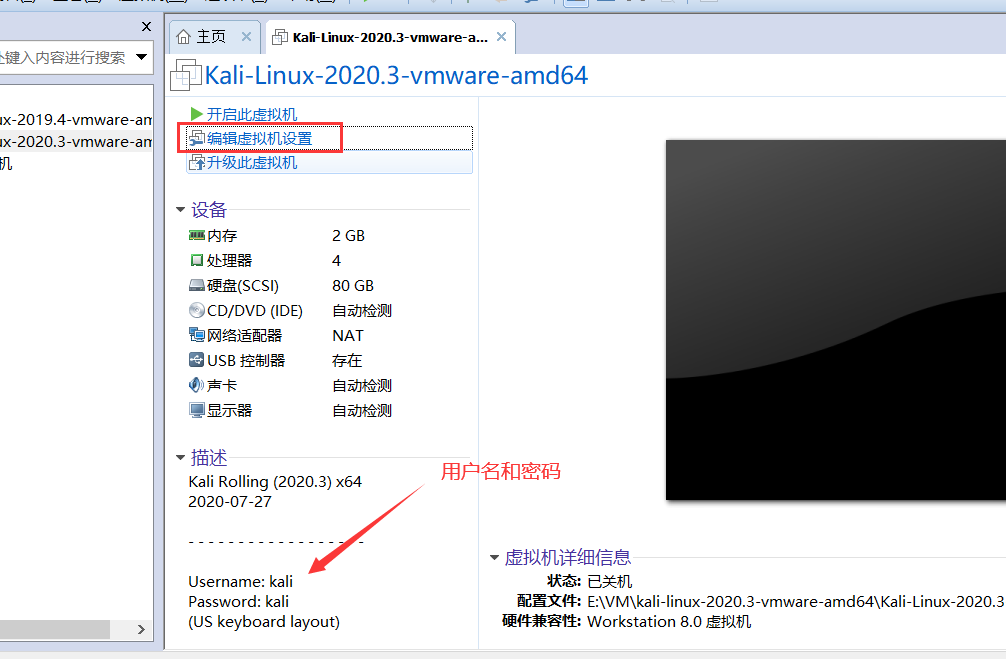 主页
Kali-Linux-2020.3-vmware-a...
键入内容进行搜索
Kali-Linux-2020.3-vmware-amd64
ux-2019.4-vmware-am
ux-2020.3-vmware-am
机
开启此虚拟机
编辑虚拟机设置
升级此虚拟机
设备
内存 2 GB
处理器 4
硬盘(SCSI) 80 GB
CD/DVD (IDE) 自动检测
网络适配器 NAT
USB 控制器 存在
声卡 自动检测
显示器 自动检测
描述
Kali Rolling (2020.3) x64
2020-07-27
- - - - - - - - - - - - - - - - - -
Username: kali
Password: kali
(US keyboard layout)
用户名和密码
虚拟机详细信息
状态: 已关机
配置文件: E:\VM\kali-linux-2020.3-vmware-amd64\Kali-Linux-2020.3
硬件兼容性: Workstation 8.0 虚拟机